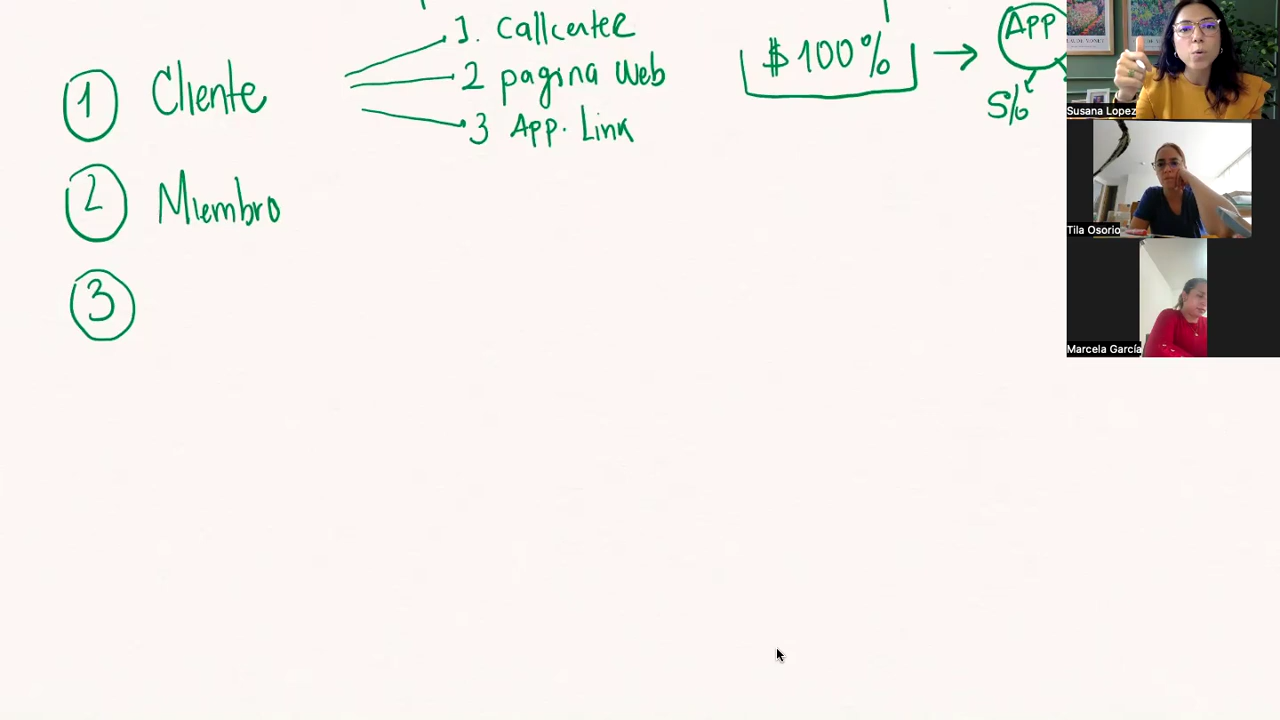 1. Callcenter
$ 100% → APP
1 Cliente
2 pagina Web
S/6
3 App. Link
2 Miembro
3
Susana Lopez
Tila Osorio
Marcela García